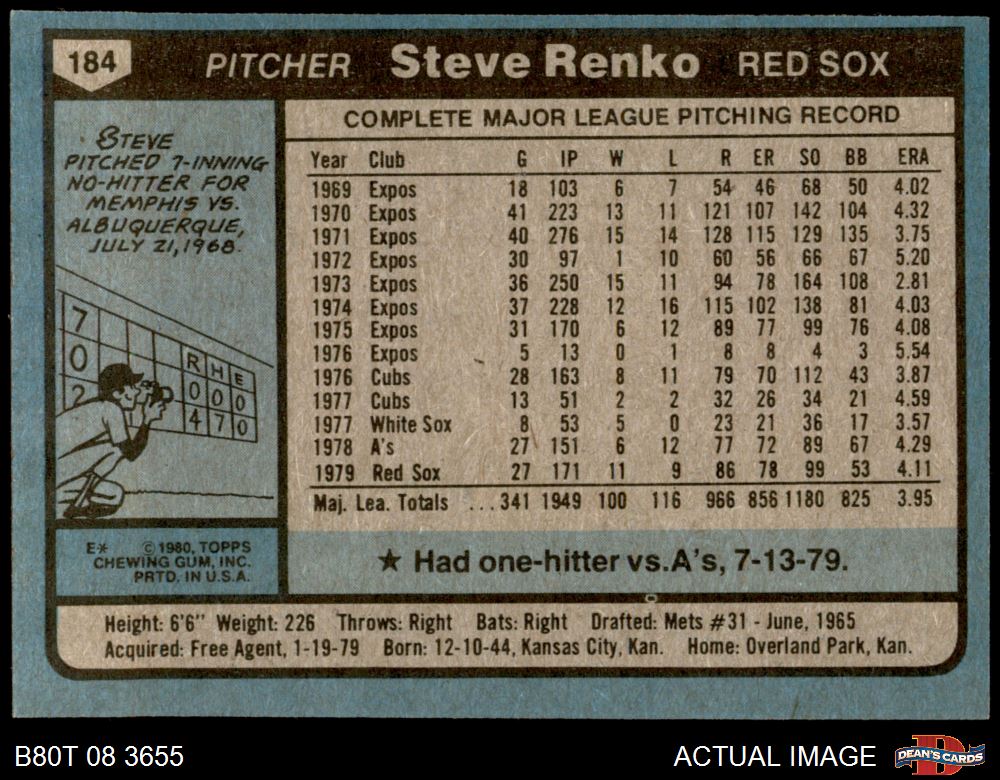 184 PITCHER Steve Renko RED SOX
STEVE
PITCHED 7-INNING
NO-HITTER FOR
MEMPHIS VS.
ALBUQUERQUE,
JULY 21, 1968.
7
0 R H E
2 0 0 0
4 7 0
E* © 1980, TOPPS
CHEWING GUM, INC.
PRTD. IN U.S.A.
COMPLETE MAJOR LEAGUE PITCHING RECORD
Year Club G IP W L R ER SO BB ERA
1969 Expos 18 103 6 7 54 46 68 50 4.02
1970 Expos 41 223 13 11 121 107 142 104 4.32
1971 Expos 40 276 15 14 128 115 129 135 3.75
1972 Expos 30 97 1 10 60 56 66 67 5.20
1973 Expos 36 250 15 11 94 78 164 108 2.81
1974 Expos 37 228 12 16 115 102 138 81 4.03
1975 Expos 31 170 6 12 89 77 99 76 4.08
1976 Expos 5 13 0 1 8 8 4 3 5.54
1976 Cubs 28 163 8 11 79 70 112 43 3.87
1977 Cubs 13 51 2 2 32 26 34 21 4.59
1977 White Sox 8 53 5 0 23 21 36 17 3.57
1978 A's 27 151 6 12 77 72 89 67 4.29
1979 Red Sox 27 171 11 9 86 78 99 53 4.11
Maj. Lea. Totals ...341 1949 100 116 966 856 1180 825 3.95
★ Had one-hitter vs.A's, 7-13-79.
Height: 6'6" Weight: 226 Throws: Right Bats: Right Drafted: Mets #31 - June, 1965
Acquired: Free Agent, 1-19-79 Born: 12-10-44, Kansas City, Kan. Home: Overland Park, Kan.
B80T 08 3655 ACTUAL IMAGE DEAN'S CARDS